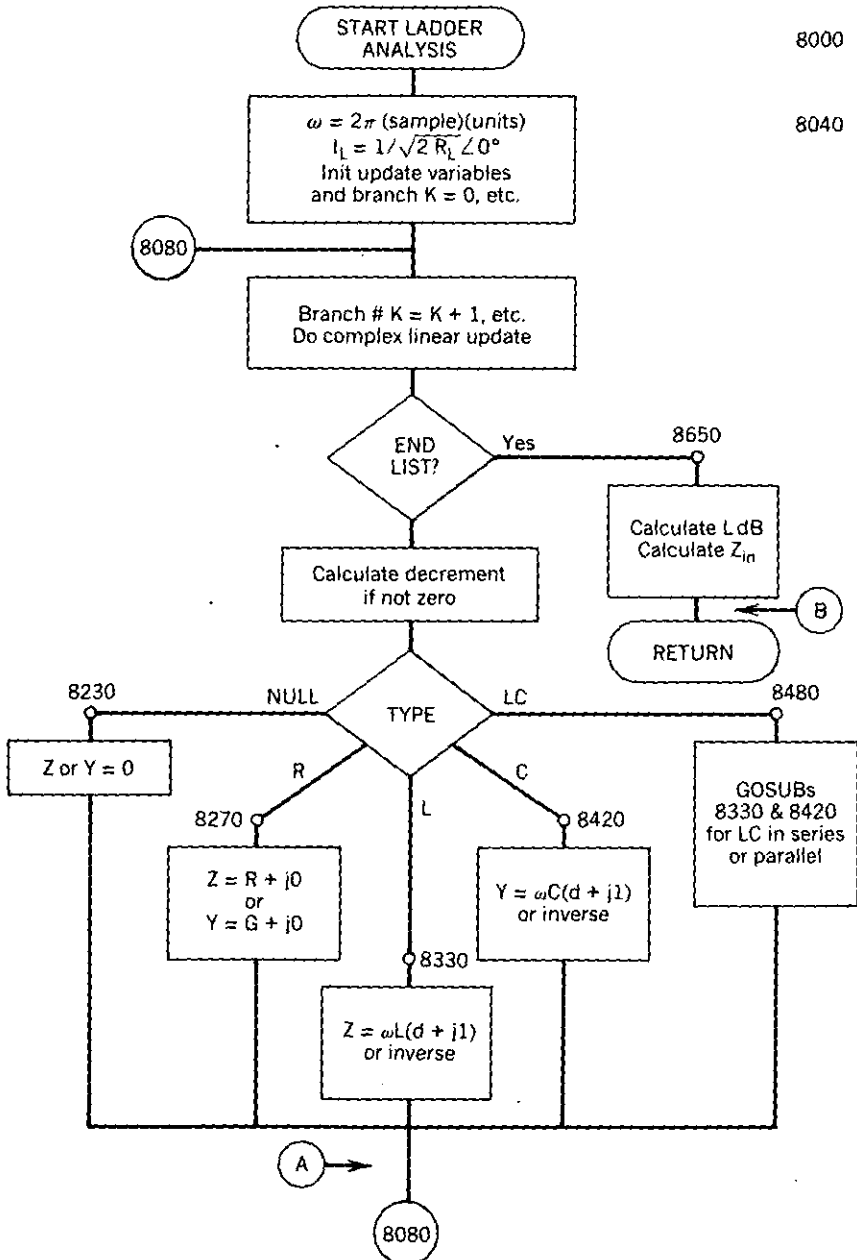 START LADDER
ANALYSIS
8000
ω = 2π (sample)(units)
I_L = 1/√2 R_L ∠0°
Init update variables
and branch K = 0, etc.
8040
8080
Branch # K = K + 1, etc.
Do complex linear update
END
LIST?
Yes
8650
Calculate L dB
Calculate Z_in
B
RETURN
Calculate decrement
if not zero
8230
NULL
TYPE
LC
8480
Z or Y = 0
R
L
C
GOSUBs
8330 & 8420
for LC in series
or parallel
8270
Z = R + j0
or
Y = G + j0
8420
Y = ωC(d + j1)
or inverse
8330
Z = ωL(d + j1)
or inverse
A
8080